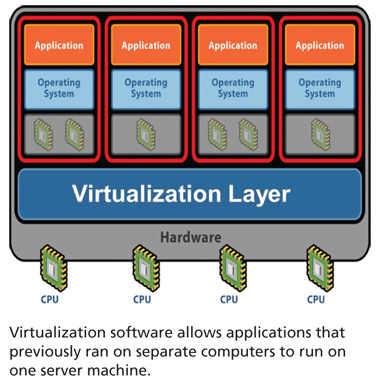 Application Application Application Application
Operating System Operating System Operating System Operating System
Virtualization Layer
Hardware
CPU CPU CPU CPU
Virtualization software allows applications that
previously ran on separate computers to run on
one server machine.